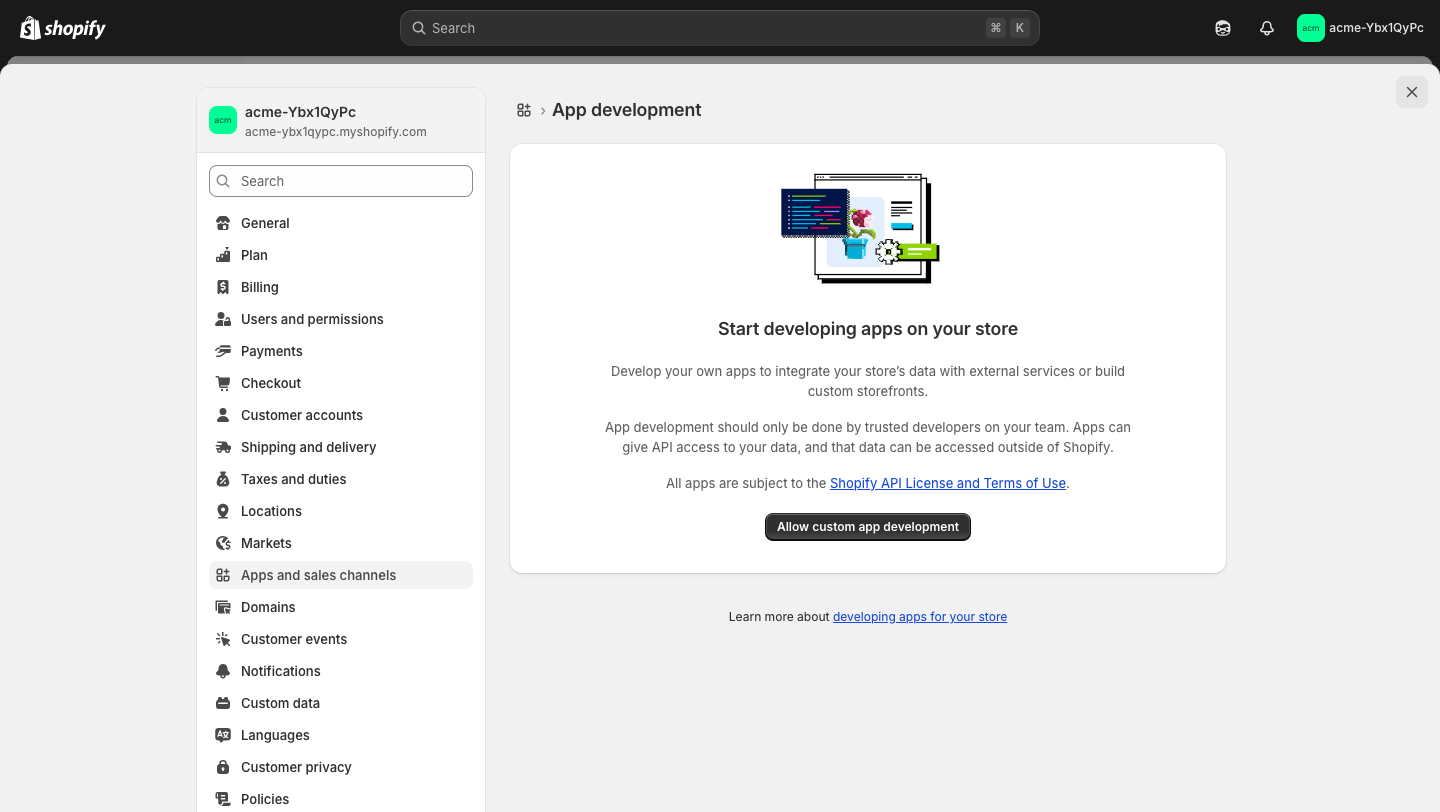 shopify
Search
⌘ K
acm
acme-Ybx1QyPc
acm
acme-Ybx1QyPc
acme-ybx1qypc.myshopify.com
Search
General
Plan
Billing
Users and permissions
Payments
Checkout
Customer accounts
Shipping and delivery
Taxes and duties
Locations
Markets
Apps and sales channels
Domains
Customer events
Notifications
Custom data
Languages
Customer privacy
Policies
› App development
Start developing apps on your store
Develop your own apps to integrate your store’s data with external services or build
custom storefronts.
App development should only be done by trusted developers on your team. Apps can
give API access to your data, and that data can be accessed outside of Shopify.
All apps are subject to the Shopify API License and Terms of Use.
Allow custom app development
Learn more about developing apps for your store